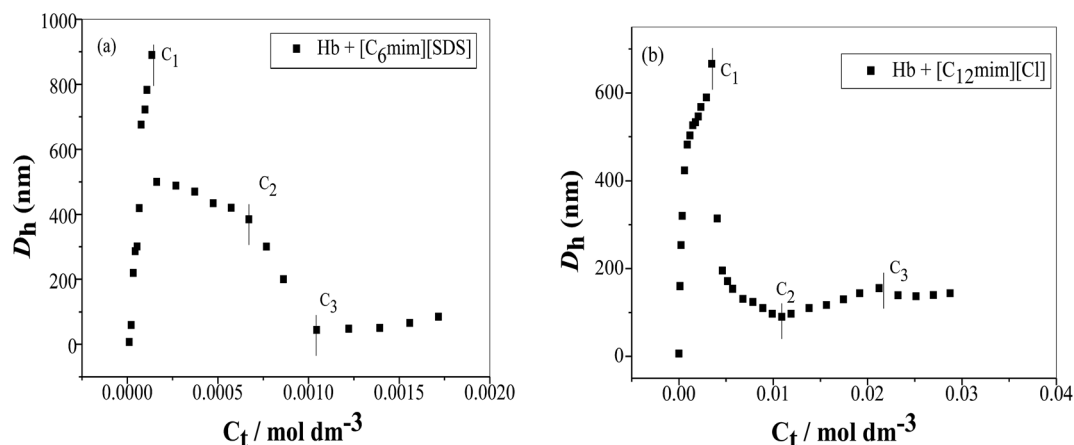 (a)
Hb + [C6mim][SDS]
C1
C2
C3
1000
800
600
400
200
0
Dh (nm)
0.0000
0.0005
0.0010
0.0015
0.0020
Ct / mol dm-3
(b)
Hb + [C12mim][Cl]
C1
C2
C3
600
400
200
0
Dh (nm)
0.00
0.01
0.02
0.03
0.04
Ct / mol dm-3